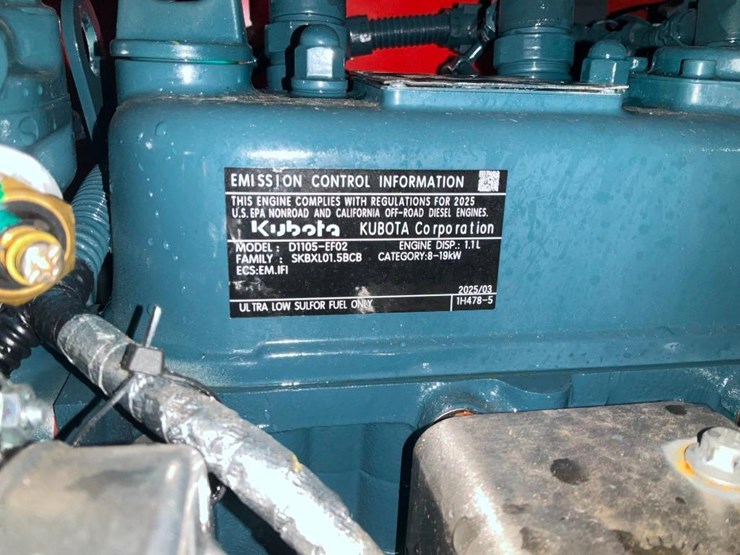 EMISSION CONTROL INFORMATION
THIS ENGINE COMPLIES WITH REGULATIONS FOR 2025
U.S. EPA NONROAD AND CALIFORNIA OFF-ROAD DIESEL ENGINES.
Kubota KUBOTA Corporation
MODEL : D1105-EF02 ENGINE DISP.: 1.1L
FAMILY : SKBXL01.5BCB CATEGORY:8-19kW
ECS:EM.IFI
2025/03
ULTRA LOW SULFOR FUEL ONLY 1H478-5